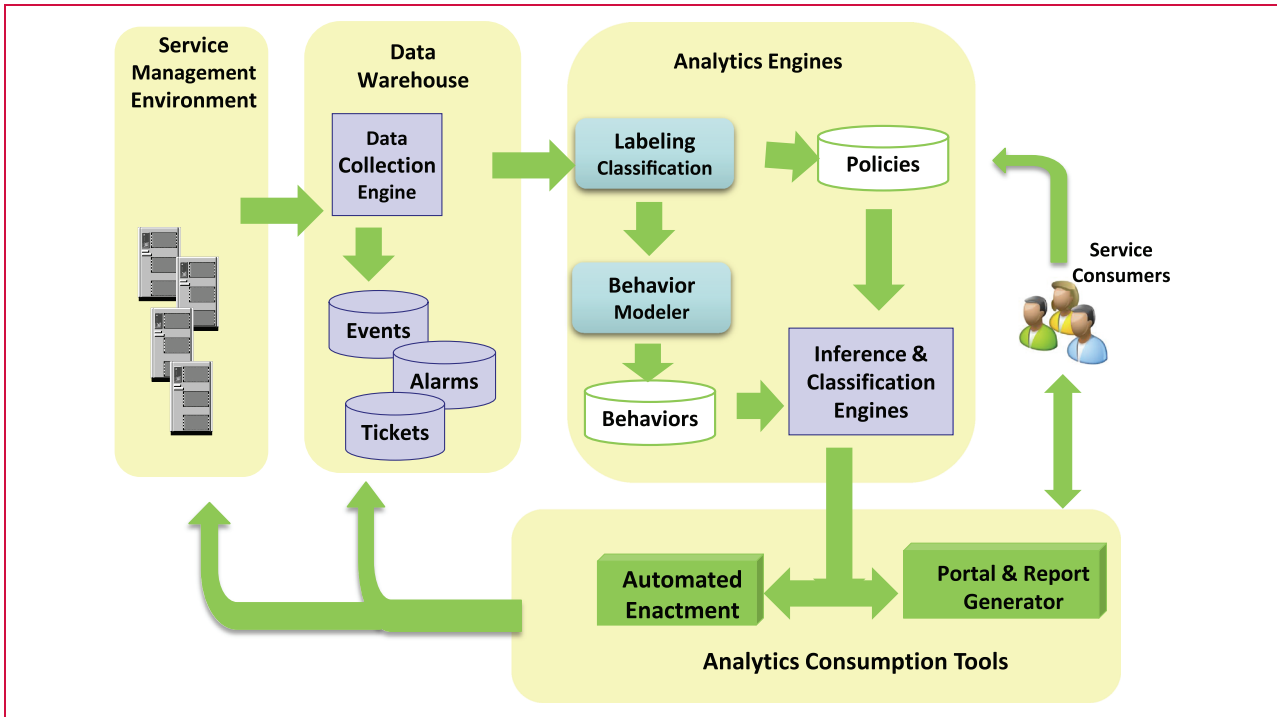 Service
Management
Environment
Data
Warehouse
Data
Collection
Engine
Events
Alarms
Tickets
Analytics Engines
Labeling
Classification
Policies
Behavior
Modeler
Behaviors
Inference &
Classification
Engines
Service
Consumers
Automated
Enactment
Portal & Report
Generator
Analytics Consumption Tools